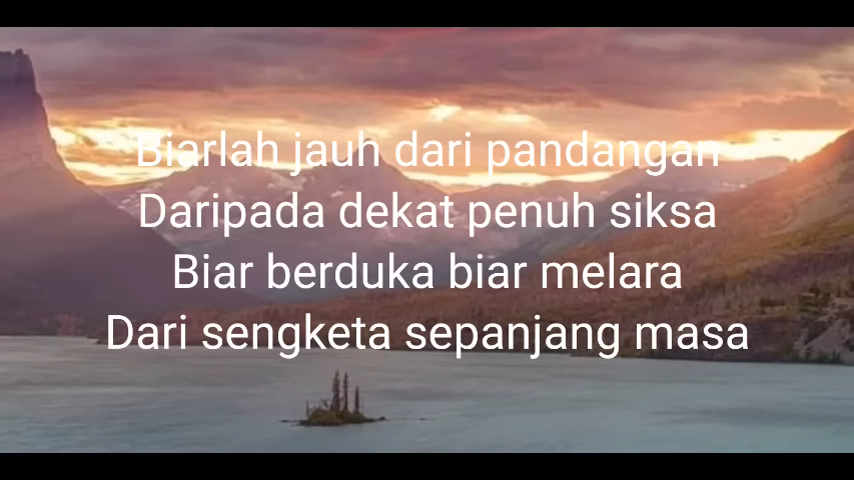 Biarlah jauh dari pandangan
Daripada dekat penuh siksa
Biar berduka biar melara
Dari sengketa sepanjang masa